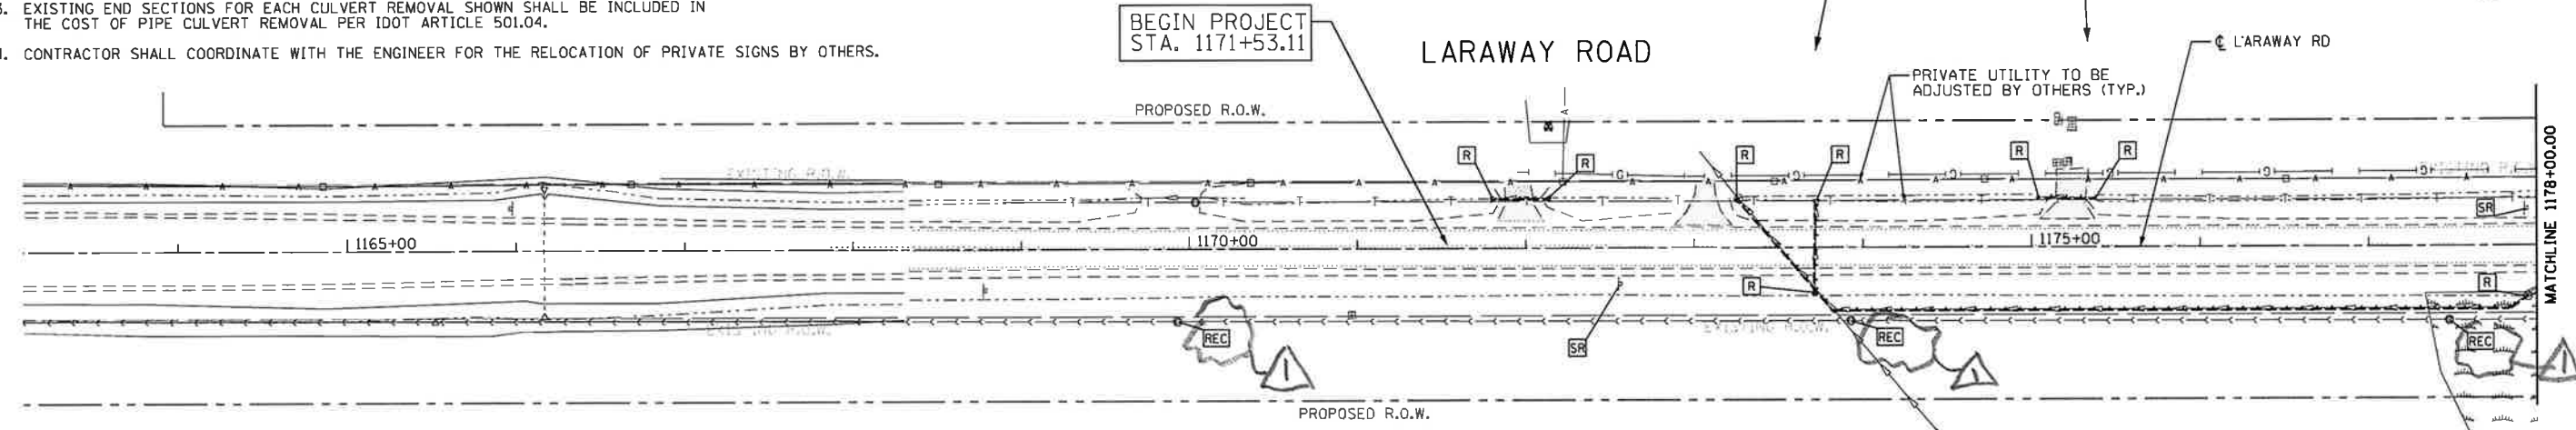 3. EXISTING END SECTIONS FOR EACH CULVERT REMOVAL SHOWN SHALL BE INCLUDED IN
THE COST OF PIPE CULVERT REMOVAL PER IDOT ARTICLE 501.04.
CONTRACTOR SHALL COORDINATE WITH THE ENGINEER FOR THE RELOCATION OF PRIVATE SIGNS BY OTHERS.
BEGIN PROJECT
STA. 1171+53.11
LARAWAY ROAD
℄ LARAWAY RD
PRIVATE UTILITY TO BE
ADJUSTED BY OTHERS (TYP.)
PROPOSED R.O.W.
EXISTING R.O.W.
R
R
R
R
R
R
SR
1165+00
1170+00
1175+00
MATCHLINE 1178+00.00
R
R
REC
REC
REC
SR
EXISTING R.O.W.
1
1
1
PROPOSED R.O.W.